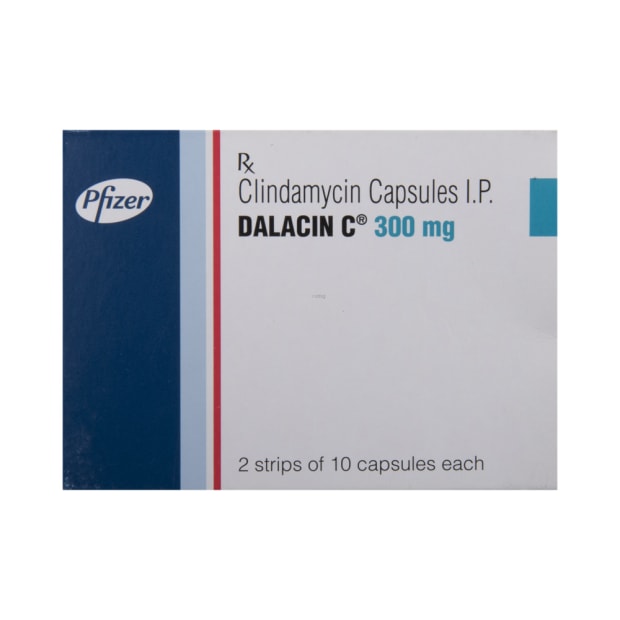 Pfizer
℞
Clindamycin Capsules I.P.
DALACIN C® 300 mg
2 strips of 10 capsules each